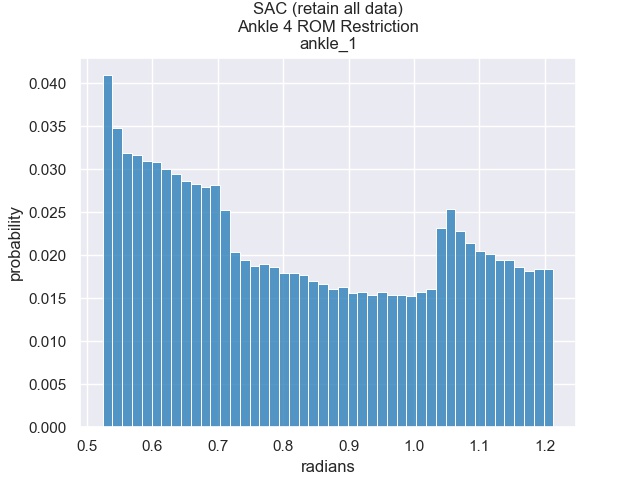 SAC (retain all data)
Ankle 4 ROM Restriction
ankle_1
0.040
0.035
0.030
0.025
0.020
0.015
0.010
0.005
0.000
probability
0.5 0.6 0.7 0.8 0.9 1.0 1.1 1.2
radians